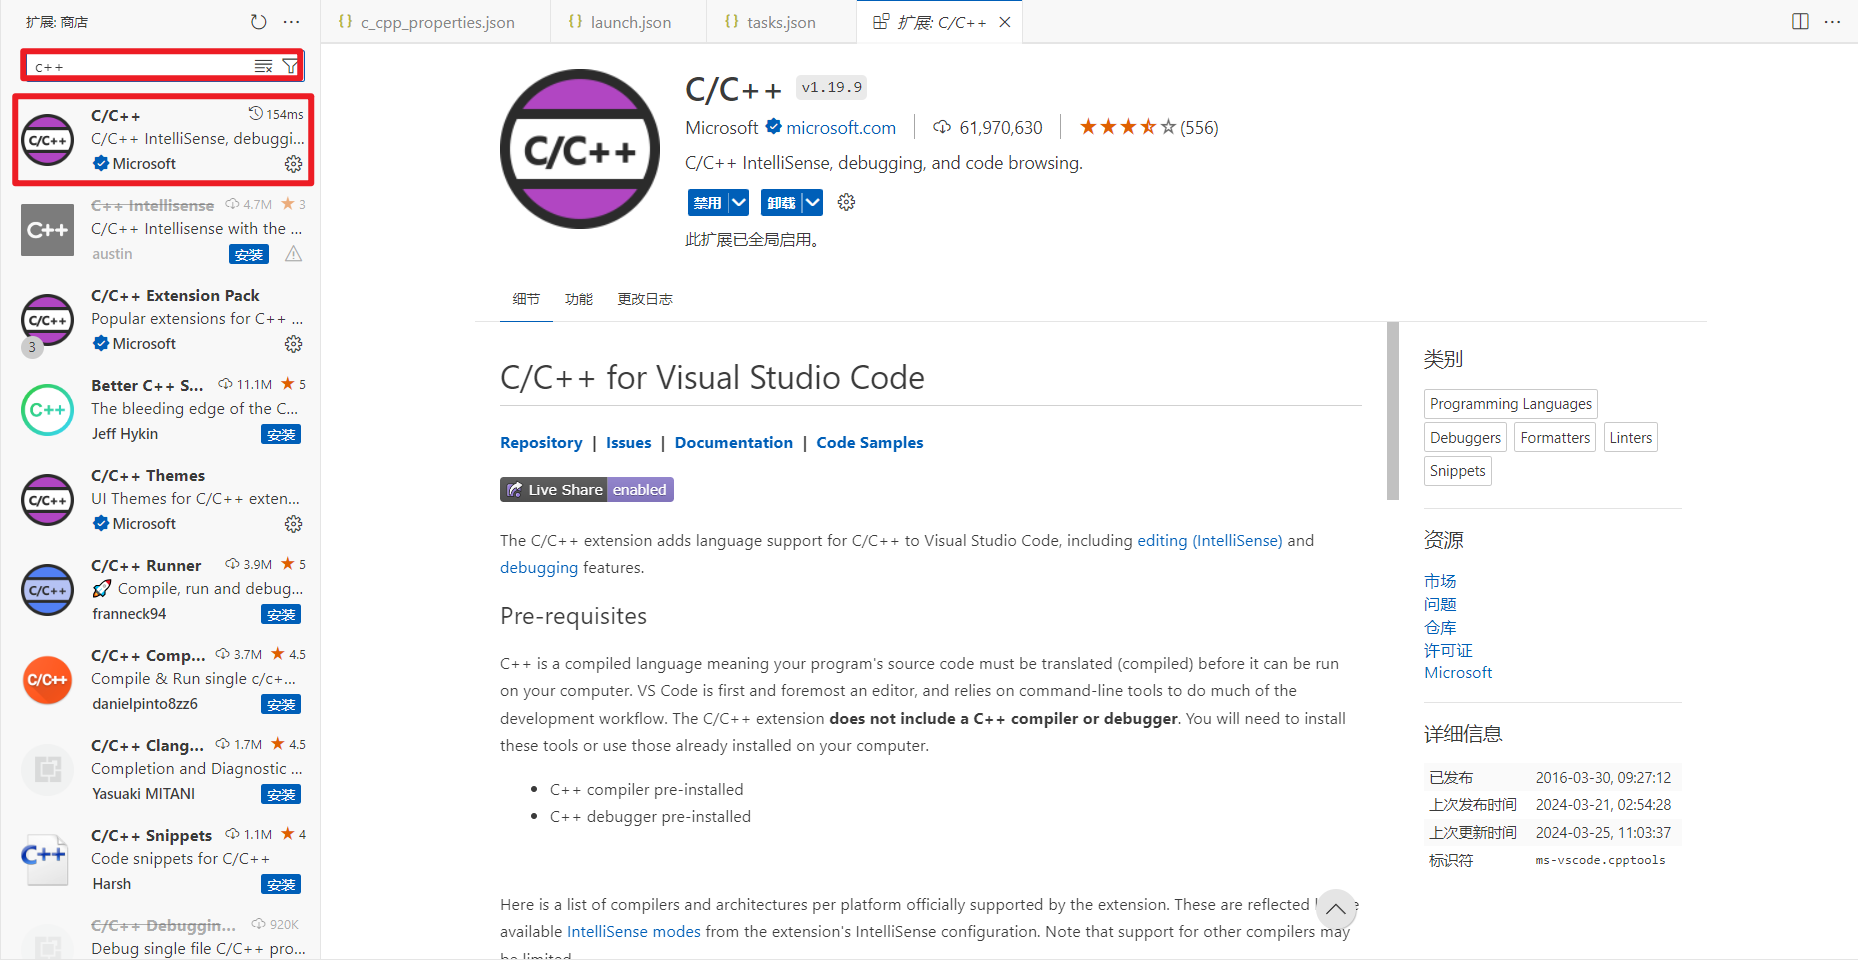 扩展: 商店
c_cpp_properties.json
launch.json
tasks.json
扩展: C/C++
c++
C/C++
154ms
C/C++ IntelliSense, debuggi...
Microsoft
C++ Intellisense
4.7M
3
C/C++ Intellisense with the ...
austin
安装
C/C++ Extension Pack
Popular extensions for C++ ...
Microsoft
3
Better C++ S...
11.1M
5
The bleeding edge of the C...
Jeff Hykin
安装
C/C++ Themes
UI Themes for C/C++ exten...
Microsoft
C/C++ Runner
3.9M
5
🚀 Compile, run and debug...
franneck94
安装
C/C++ Comp...
3.7M
4.5
Compile & Run single c/c+...
danielpinto8zz6
安装
C/C++ Clang...
1.7M
4.5
Completion and Diagnostic ...
Yasuaki MITANI
安装
C/C++ Snippets
1.1M
4
Code snippets for C/C++
Harsh
安装
C/C++ Debuggin...
920K
Debug single file C/C++ pro...
C/C++
C++
C/C++
C++
C/C++
C/C++
C/C++
C++
C/C++
C/C++
v1.19.9
Microsoft
microsoft.com
61,970,630
(556)
C/C++ IntelliSense, debugging, and code browsing.
禁用
卸载
此扩展已全局启用。
细节
功能
更改日志
C/C++ for Visual Studio Code
Repository | Issues | Documentation | Code Samples
Live Share enabled
The C/C++ extension adds language support for C/C++ to Visual Studio Code, including editing (IntelliSense) and
debugging features.
Pre-requisites
C++ is a compiled language meaning your program's source code must be translated (compiled) before it can be run
on your computer. VS Code is first and foremost an editor, and relies on command-line tools to do much of the
development workflow. The C/C++ extension does not include a C++ compiler or debugger. You will need to install
these tools or use those already installed on your computer.
• C++ compiler pre-installed
• C++ debugger pre-installed
Here is a list of compilers and architectures per platform officially supported by the extension. These are reflected
available IntelliSense modes from the extension's IntelliSense configuration. Note that support for other compilers may
be limited
类别
Programming Languages
Debuggers
Formatters
Linters
Snippets
资源
市场
问题
仓库
许可证
Microsoft
详细信息
已发布 2016-03-30, 09:27:12
上次发布时间 2024-03-21, 02:54:28
上次更新时间 2024-03-25, 11:03:37
标识符 ms-vscode.cpptools